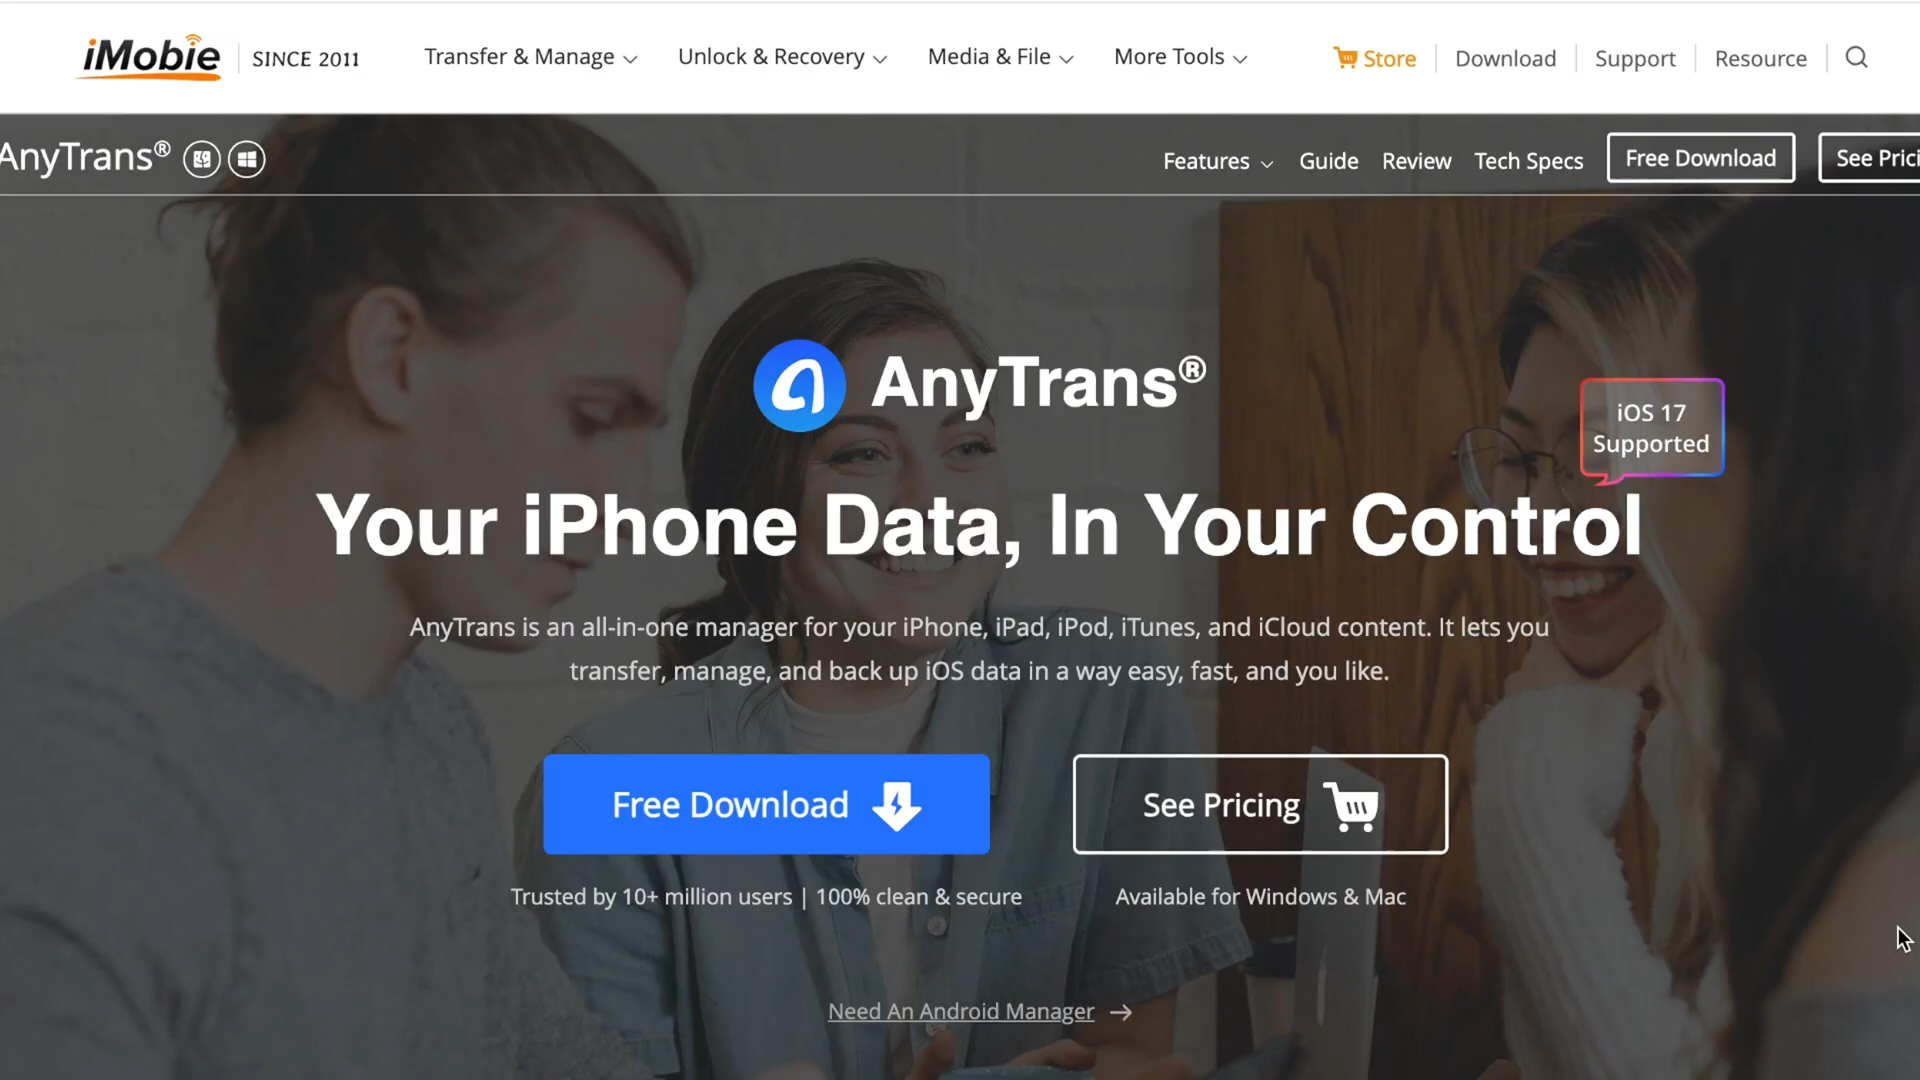 iMobie SINCE 2011 Transfer & Manage Unlock & Recovery Media & File More Tools Store Download Support Resource
AnyTrans® Features Guide Review Tech Specs Free Download See Prici
AnyTrans®
iOS 17
Supported
Your iPhone Data, In Your Control
AnyTrans is an all-in-one manager for your iPhone, iPad, iPod, iTunes, and iCloud content. It lets you
transfer, manage, and back up iOS data in a way easy, fast, and you like.
Free Download See Pricing
Trusted by 10+ million users | 100% clean & secure Available for Windows & Mac
Need An Android Manager →